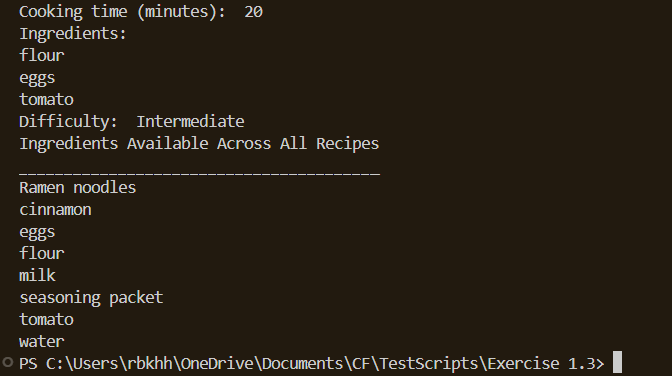 Cooking time (minutes):  20
Ingredients:
flour
eggs
tomato
Difficulty:  Intermediate
Ingredients Available Across All Recipes
________________________________________
Ramen noodles
cinnamon
eggs
flour
milk
seasoning packet
tomato
water
PS C:\Users\rbkhh\OneDrive\Documents\CF\TestScripts\Exercise 1.3>